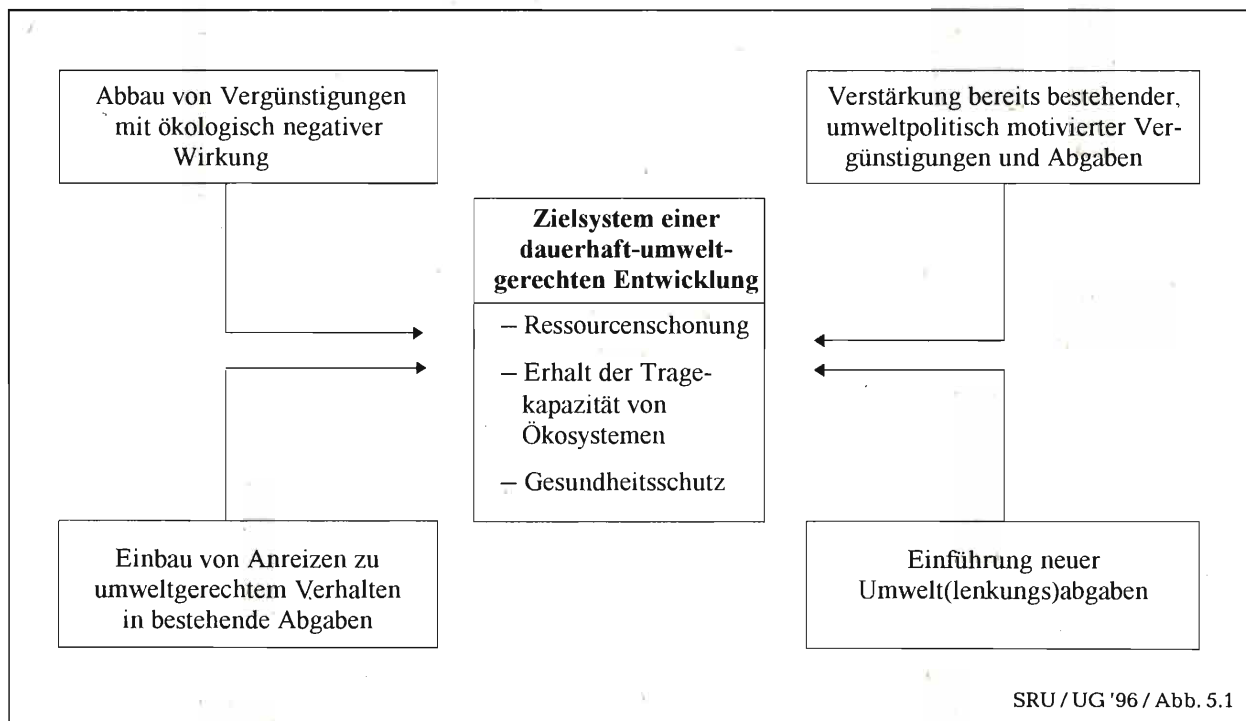 Abbau von Vergünstigungen
mit ökologisch negativer
Wirkung
Verstärkung bereits bestehender,
umweltpolitisch motivierter Ver-
günstigungen und Abgaben
Zielsystem einer
dauerhaft-umwelt-
gerechten Entwicklung
– Ressourcenschonung
– Erhalt der Trage-
kapazität von
Ökosystemen
– Gesundheitsschutz
Einbau von Anreizen zu
umweltgerechtem Verhalten
in bestehende Abgaben
Einführung neuer
Umwelt(lenkungs)abgaben
SRU / UG '96 / Abb. 5.1